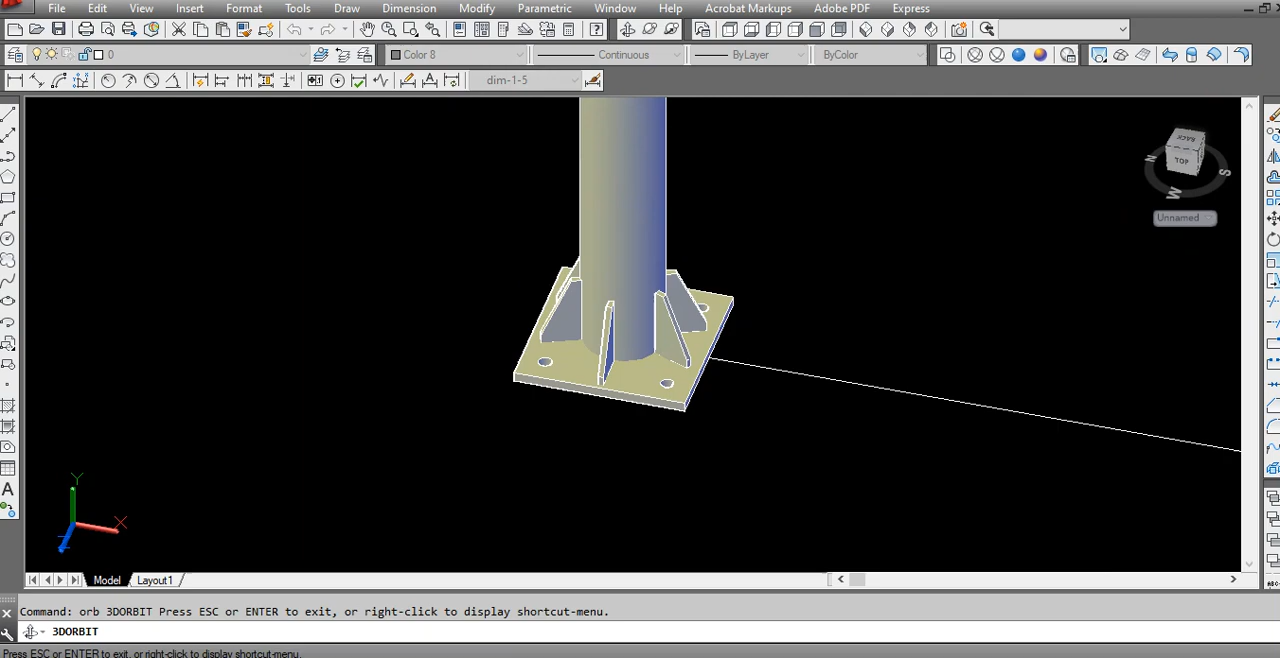 File Edit View Insert Format Tools Draw Dimension Modify Parametric Window Help Acrobat Markups Adobe PDF Express
0 Color 8 Continuous ByLayer ByColor
dim-1-5
BACK
TOP
N
S
W
Unnamed
Y
X
A
Model Layout1
Command: orb 3DORBIT Press ESC or ENTER to exit, or right-click to display shortcut-menu.
3DORBIT
Press ESC or ENTER to exit, or right-click to display shortcut-menu.